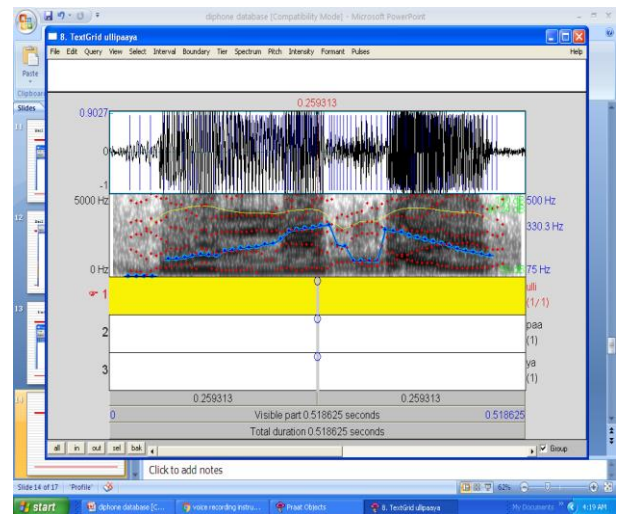 diphone database [Compatibility Mode] - Microsoft PowerPoint
8. TextGrid ullipaaya
File Edit Query View Select Interval Boundary Tier Spectrum Pitch Intensity Formant Pulses Help
Paste
Clipboard
Slides
0.259313
0.9027
0
-1
5000 Hz
500 Hz
330.3 Hz
0 Hz
75 Hz
1
ulli
(1/1)
2
paa
(1)
3
ya
(1)
0.259313 0.259313
0 Visible part 0.518625 seconds 0.518625
Total duration 0.518625 seconds
all in out sel bak
Group
11
12
13
Click to add notes
Slide 14 of 17 'Profile' 62%
start diphone database [C... voice recording instru... Praat Objects 8. TextGrid ullipaaya My Documents 4:19 AM